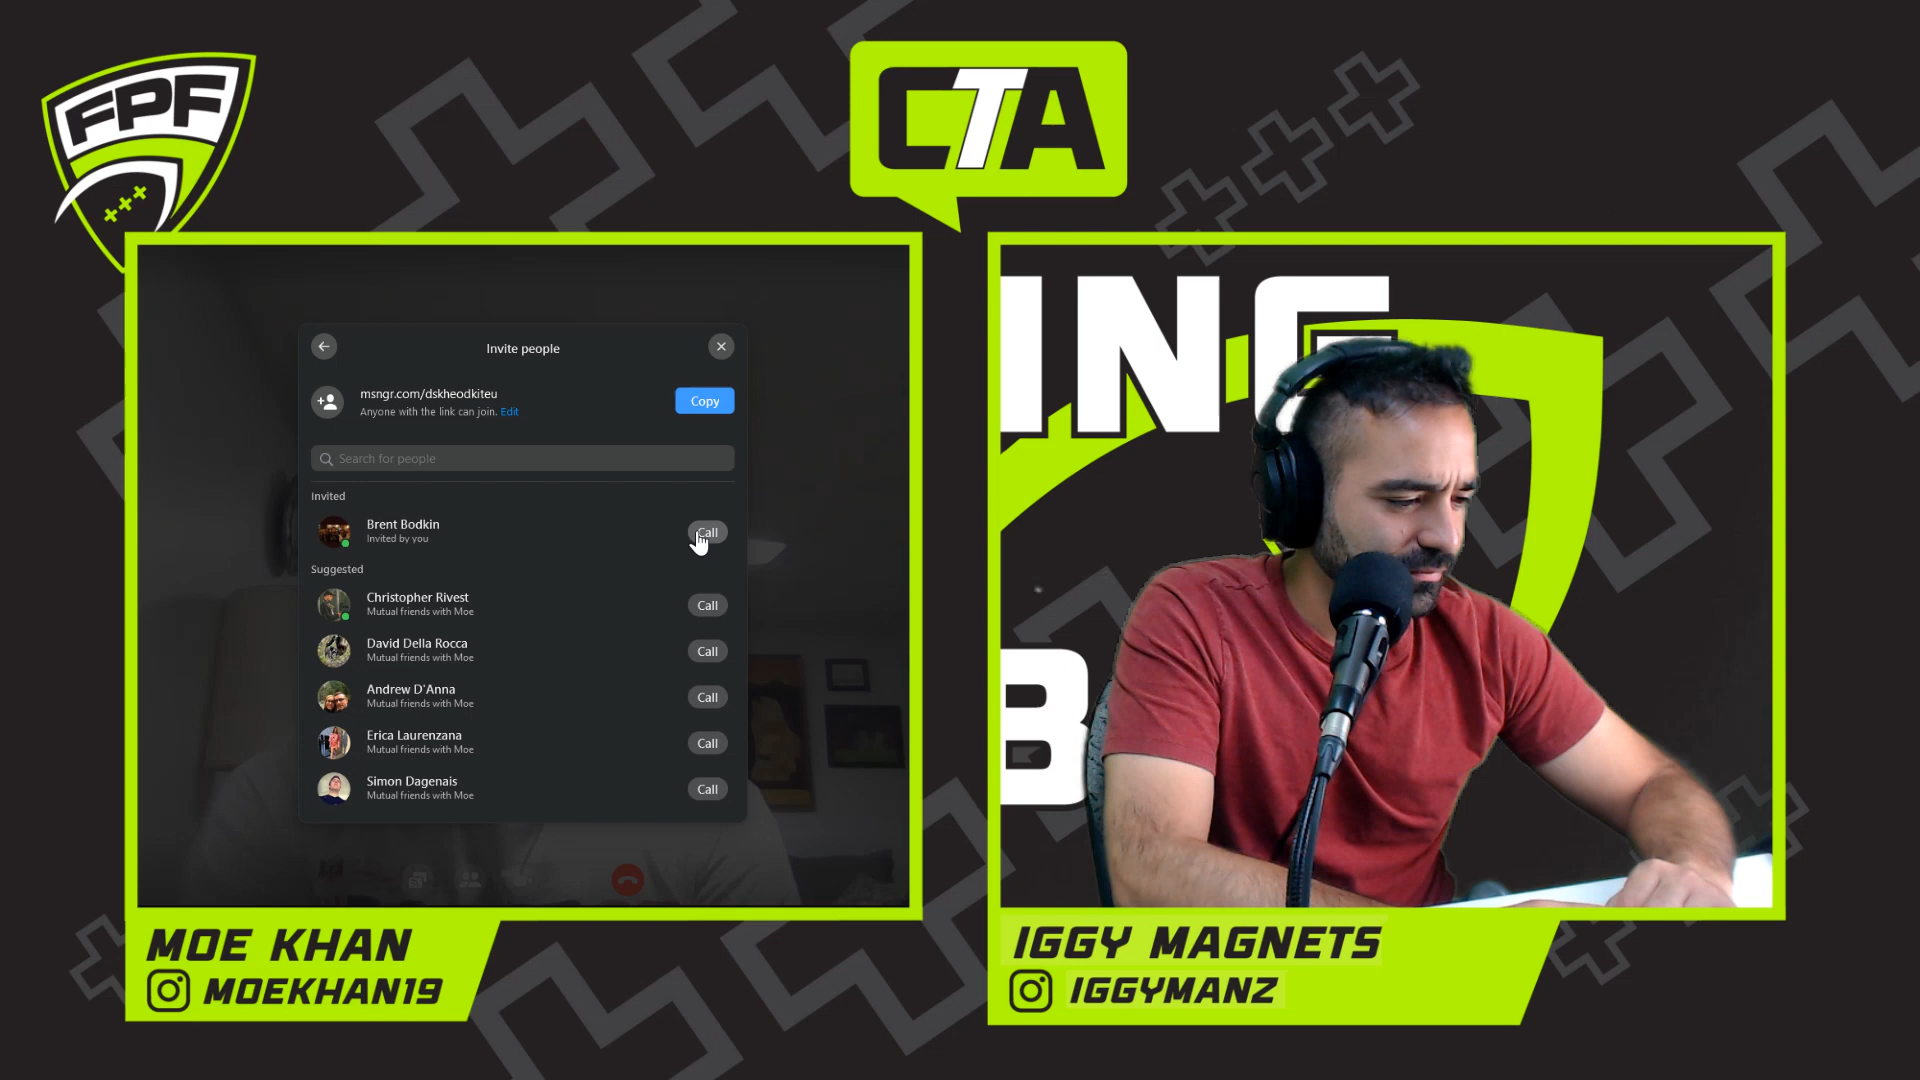 FPF
CTA
Invite people
msngr.com/dskheodkiteu
Copy
Anyone with the link can join. Edit
Search for people
Invited
Brent Bodkin
Invited by you
Call
Suggested
Christopher Rivest
Mutual friends with Moe
Call
David Della Rocca
Mutual friends with Moe
Call
Andrew D'Anna
Mutual friends with Moe
Call
Erica Laurenzana
Mutual friends with Moe
Call
Simon Dagenais
Mutual friends with Moe
Call
ING
B
MOE KHAN
MOEKHAN19
IGGY MAGNETS
IGGYMANZ